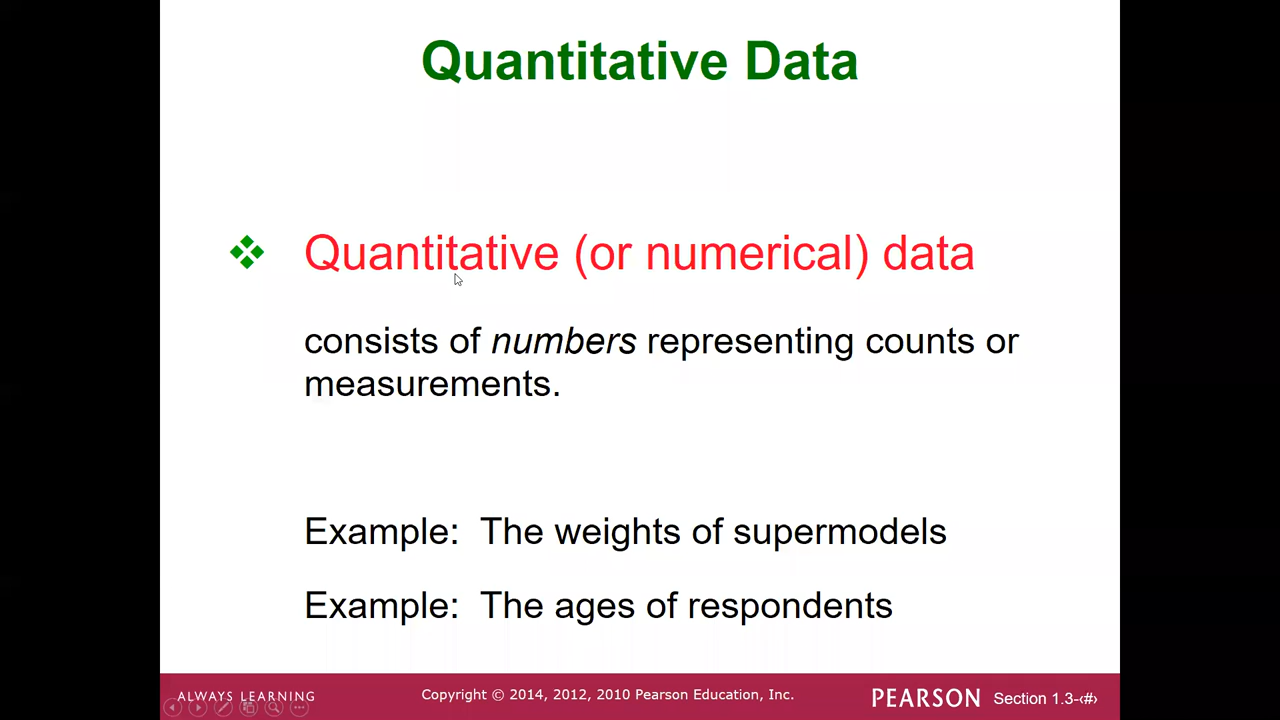 Quantitative Data
Quantitative (or numerical) data
consists of numbers representing counts or
measurements.
Example: The weights of supermodels
Example: The ages of respondents
ALWAYS LEARNING
Copyright © 2014, 2012, 2010 Pearson Education, Inc.
PEARSON
Section 1.3-‹#›